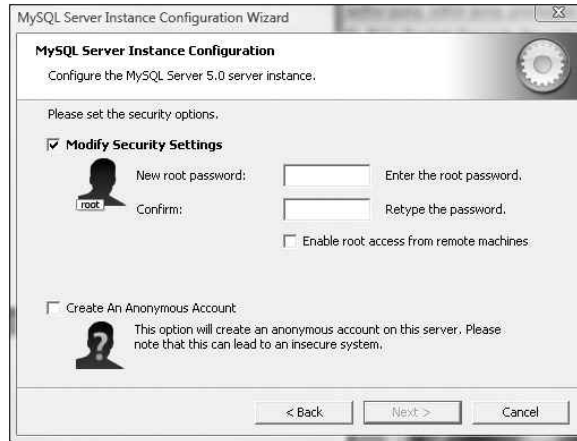 MySQL Server Instance Configuration Wizard
MySQL Server Instance Configuration
Configure the MySQL Server 5.0 server instance.
Please set the security options.
Modify Security Settings
New root password:
Enter the root password.
root
Confirm:
Retype the password.
Enable root access from remote machines
Create An Anonymous Account
This option will create an anonymous account on this server. Please
note that this can lead to an insecure system.
< Back
Next >
Cancel